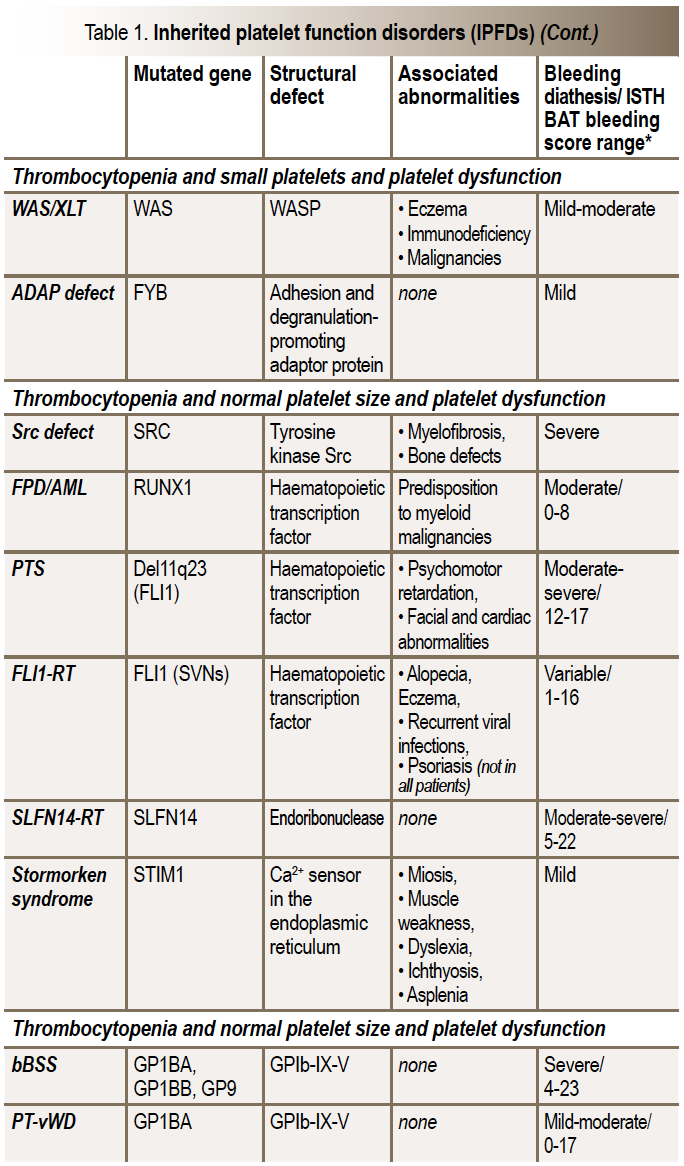 Table 1. Inherited platelet function disorders (IPFDs) (Cont.)
Mutated gene
Structural
defect
Associated
abnormalities
Bleeding
diathesis/ ISTH
BAT bleeding
score range*
Thrombocytopenia and small platelets and platelet dysfunction
WAS/XLT
WAS
WASP
• Eczema
• Immunodeficiency
• Malignancies
Mild-moderate
ADAP defect
FYB
Adhesion and
degranulation-
promoting
adaptor protein
none
Mild
Thrombocytopenia and normal platelet size and platelet dysfunction
Src defect
SRC
Tyrosine
kinase Src
• Myelofibrosis,
• Bone defects
Severe
FPD/AML
RUNX1
Haematopoietic
transcription
factor
Predisposition
to myeloid
malignancies
Moderate/
0-8
PTS
Del11q23
(FLI1)
Haematopoietic
transcription
factor
• Psychomotor
retardation,
• Facial and cardiac
abnormalities
Moderate-
severe/
12-17
FLI1-RT
FLI1 (SVNs)
Haematopoietic
transcription
factor
• Alopecia,
Eczema,
• Recurrent viral
infections,
• Psoriasis (not in
all patients)
Variable/
1-16
SLFN14-RT
SLFN14
Endoribonuclease
none
Moderate-severe/
5-22
Stormorken
syndrome
STIM1
Ca²⁺ sensor
in the
endoplasmic
reticulum
• Miosis,
• Muscle
weakness,
• Dyslexia,
• Ichthyosis,
• Asplenia
Mild
Thrombocytopenia and normal platelet size and platelet dysfunction
bBSS
GP1BA,
GP1BB, GP9
GPIb-IX-V
none
Severe/
4-23
PT-vWD
GP1BA
GPIb-IX-V
none
Mild-moderate/
0-17